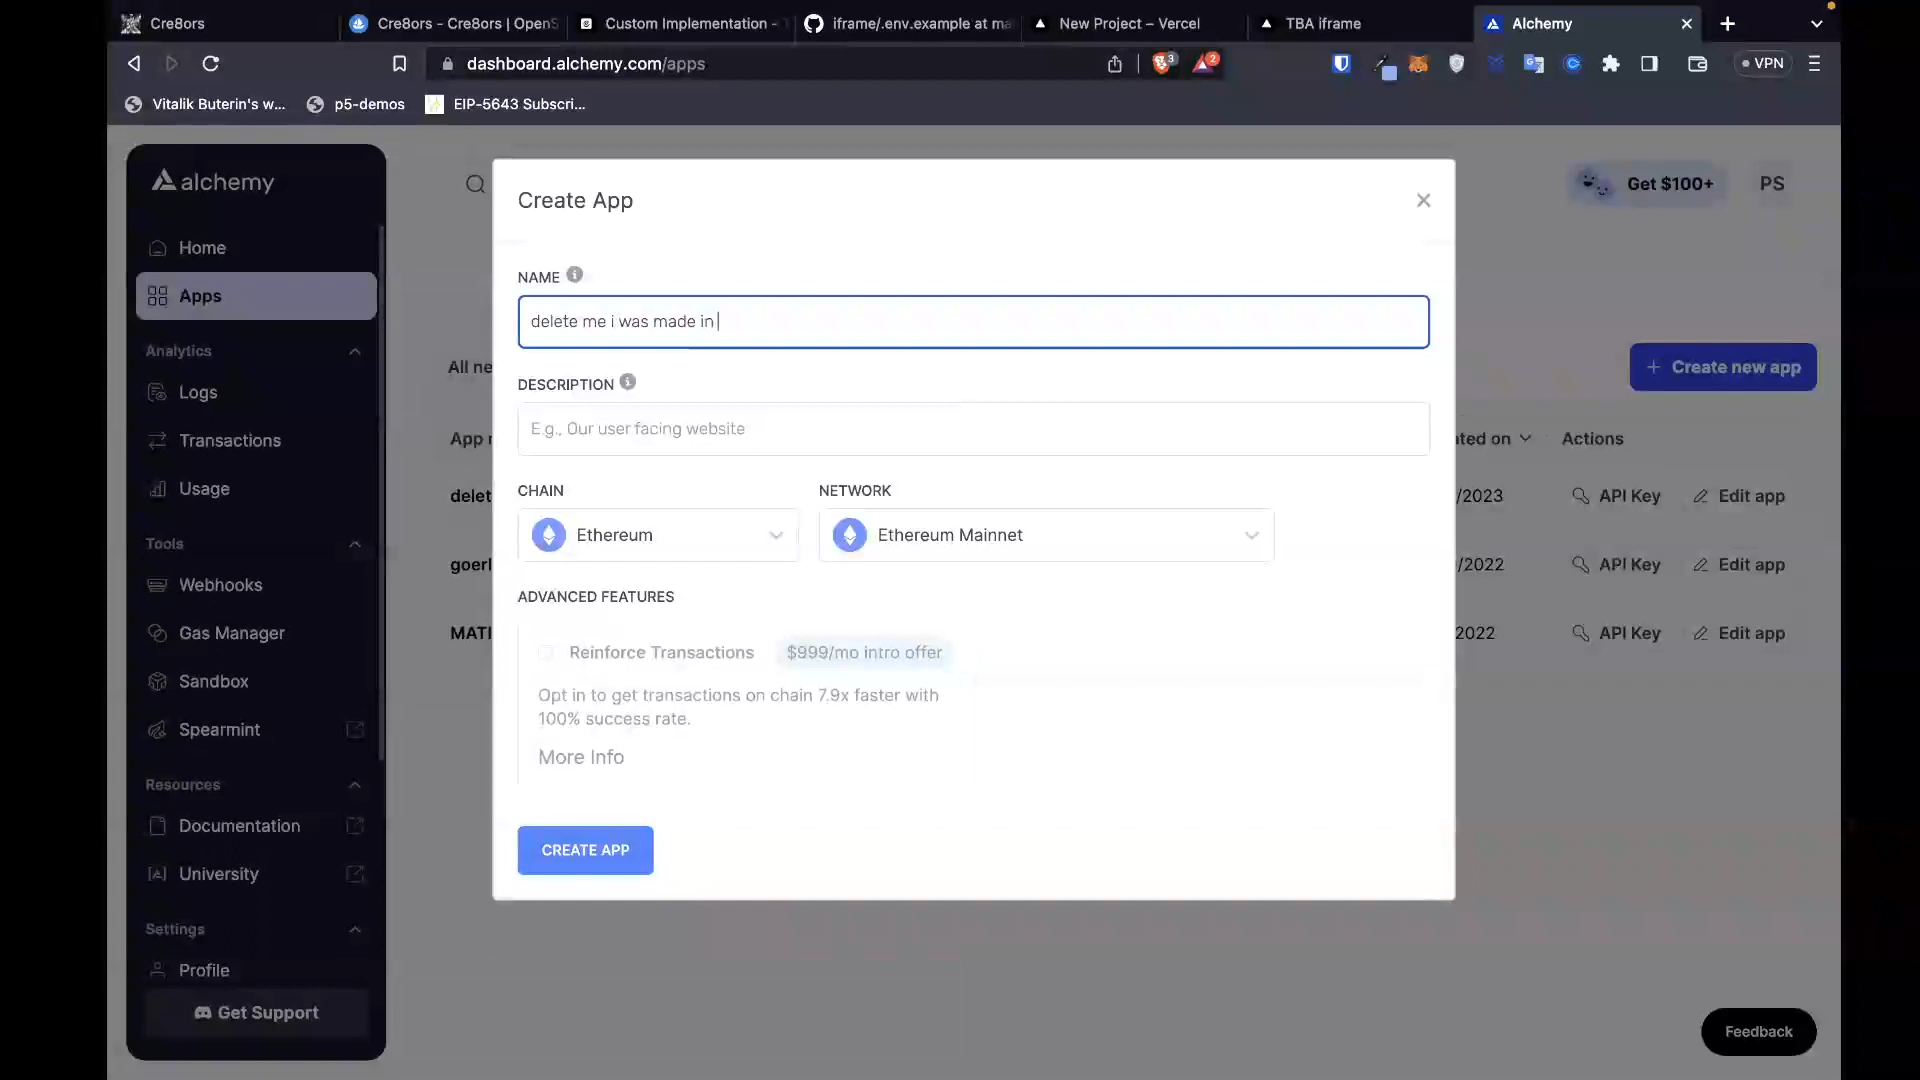 Cre8ors
Cre8ors - Cre8ors | OpenS
Custom Implementation -
iframe/.env.example at ma
New Project – Vercel
TBA iframe
Alchemy
dashboard.alchemy.com/apps
3
2
VPN
Vitalik Buterin's w...
p5-demos
EIP-5643 Subscri...
alchemy
Home
Apps
Analytics
Logs
Transactions
Usage
Tools
Webhooks
Gas Manager
Sandbox
Spearmint
Resources
Documentation
University
Settings
Profile
Get Support
Get $100+
PS
All ne
+ Create new app
App n
ated on
Actions
delet
/2023
API Key
Edit app
goerl
/2022
API Key
Edit app
MATI
2022
API Key
Edit app
Create App
NAME
delete me i was made in
DESCRIPTION
E.g., Our user facing website
CHAIN
NETWORK
Ethereum
Ethereum Mainnet
ADVANCED FEATURES
Reinforce Transactions
$999/mo intro offer
Opt in to get transactions on chain 7.9x faster with
100% success rate.
More Info
CREATE APP
Feedback